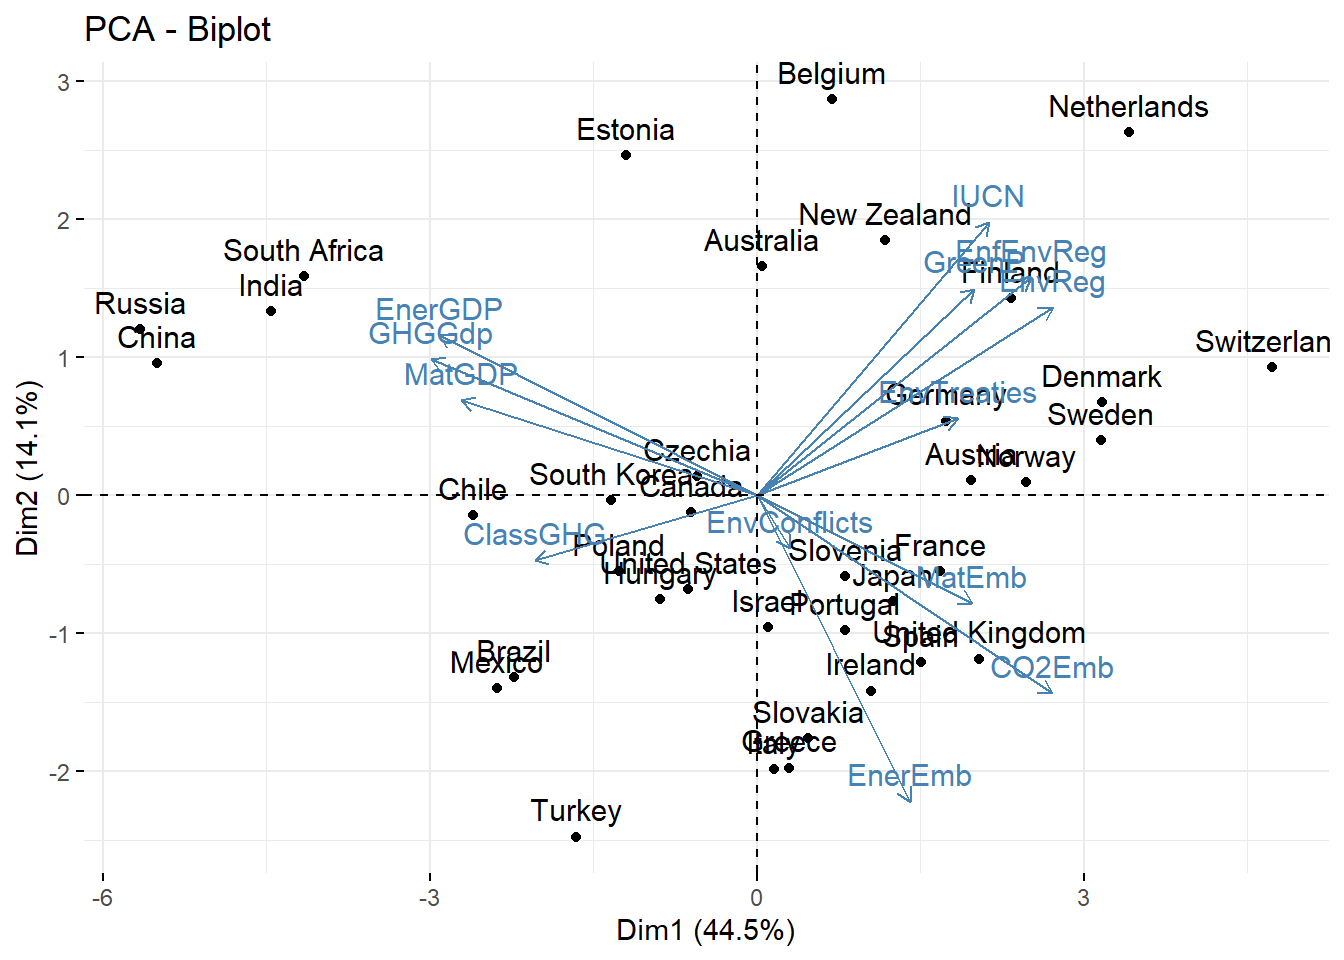 PCA - Biplot
Dim2 (14.1%)
3
2
1
0
-1
-2
Belgium
Netherlands
Estonia
IUCN
New Zealand
Australia
South Africa
EnfEnvReg
GreenP
Finland
India
EnvReg
Russia
EnerGDP
China
GHGGdp
Switzerlan
MatGDP
Denmark
EnvTreaties
Germany
Sweden
Czechia
Austria
Norway
South Korea
Canada
Chile
EnvConflicts
ClassGHG
Poland
Slovenia
France
United States
Hungary
Japan
MatEmb
Israel
Portugal
United Kingdom
Spain
Brazil
Mexico
Ireland
CO2Emb
Slovakia
Greece
Italy
EnerEmb
Turkey
-6
-3
0
3
Dim1 (44.5%)